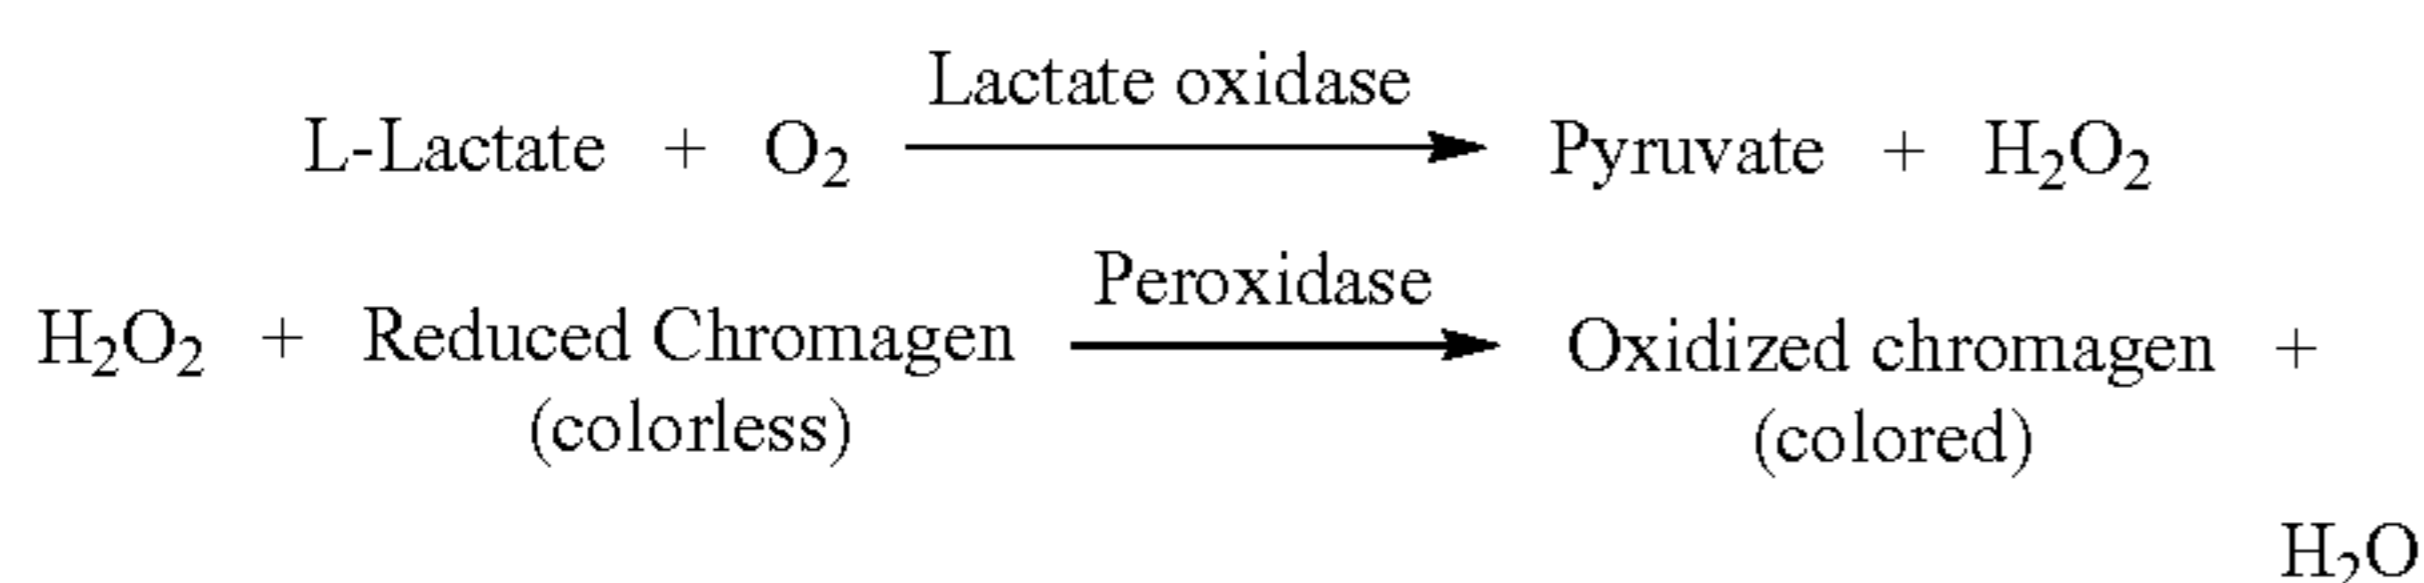 Lactate oxidase
L-Lactate + O₂ Pyruvate + H₂O₂
Peroxidase
H₂O₂ + Reduced Chromagen Oxidized chromagen +
(colorless) (colored)
H₂O